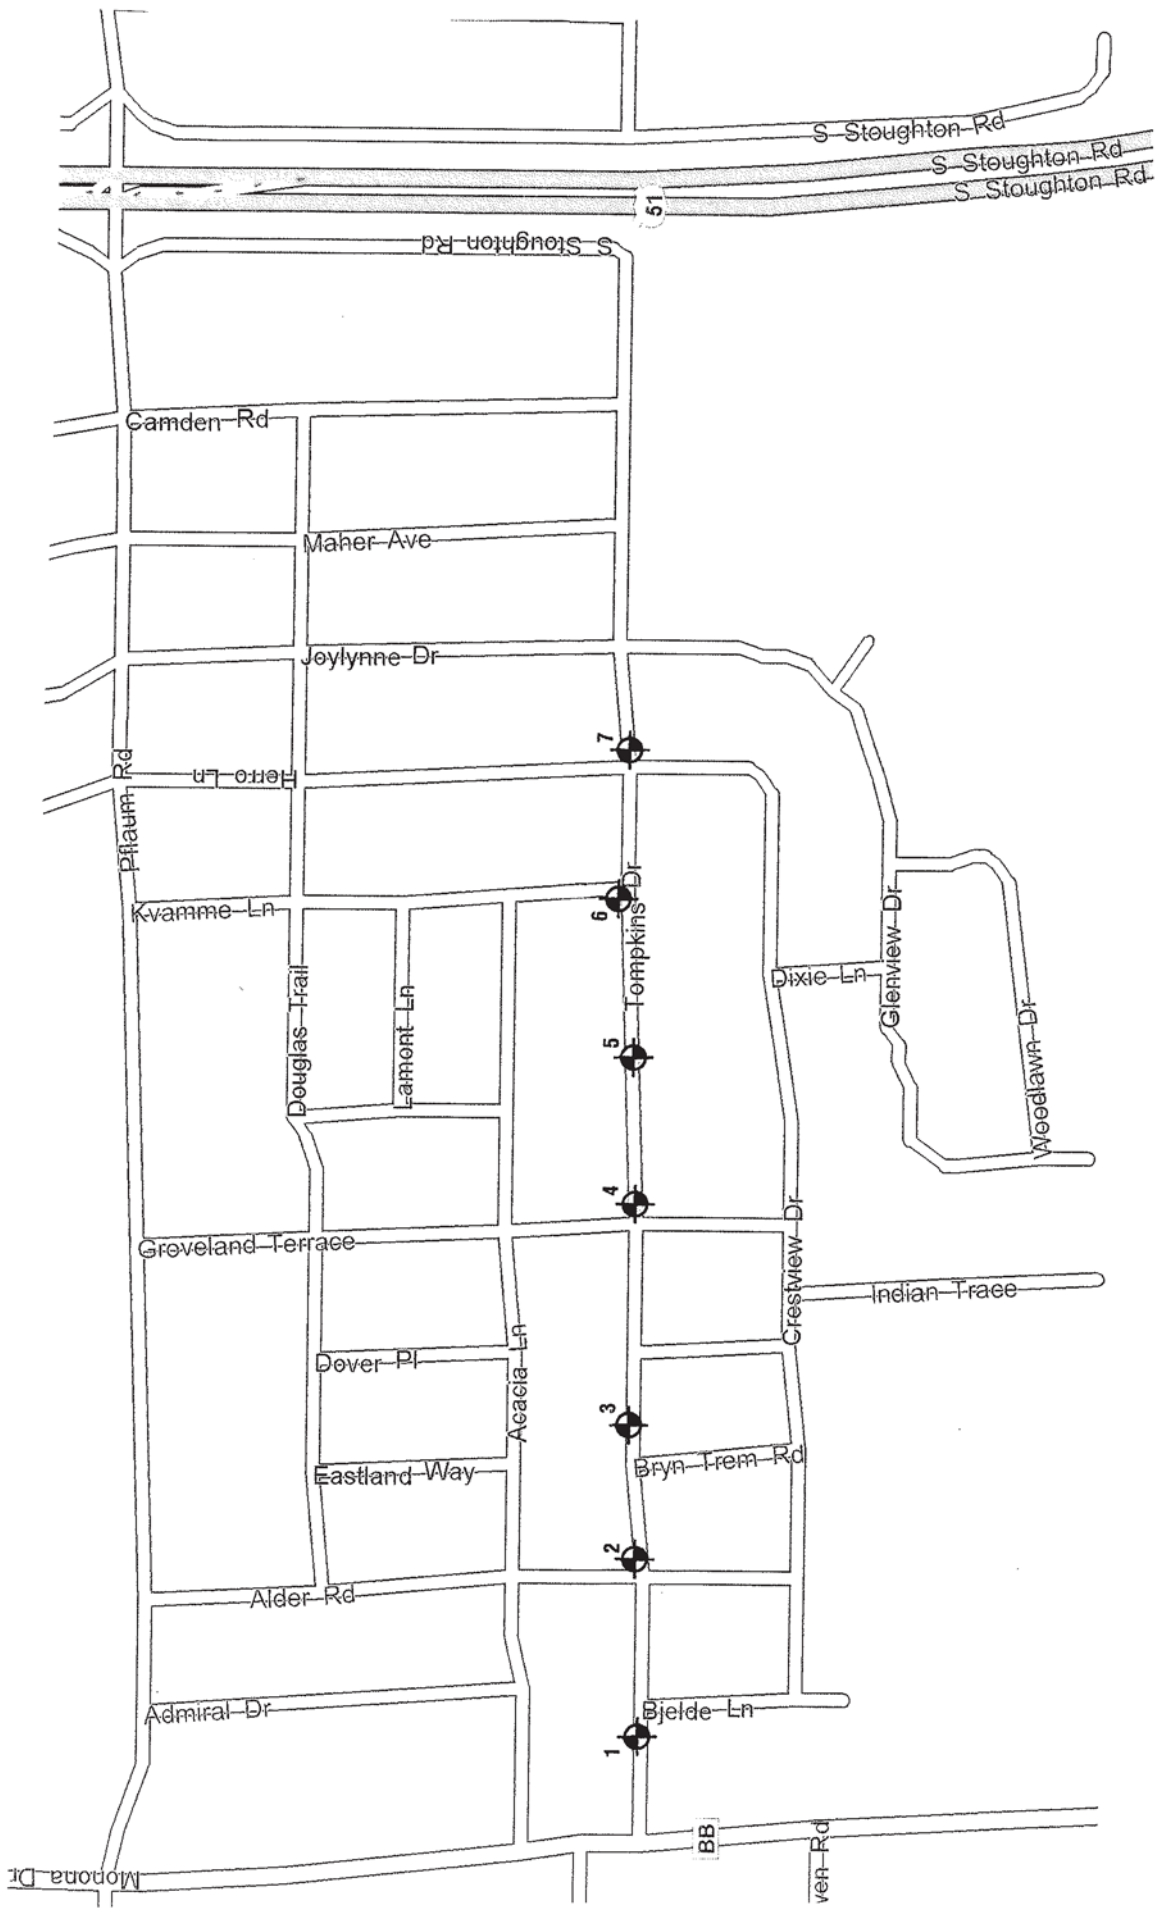 S Stoughton Rd
S Stoughton Rd
S Stoughton Rd
51
S Stoughton Rd
Camden Rd
Maher Ave
Joylynne Dr
7
Herro Ln
Pflaum Rd
Kvamme Ln
6
Tompkins Dr
Dixie Ln
Glenview Dr
Douglas Trail
Lamont Ln
5
Woodlawn Dr
4
Groveland Terrace
Crestview Dr
Indian Trace
Dover Pl
Acacia Ln
3
Bryn Trem Rd
Eastland Way
2
Alder Rd
Admiral Dr
Bjelde Ln
1
BB
ven Rd
Monona Dr